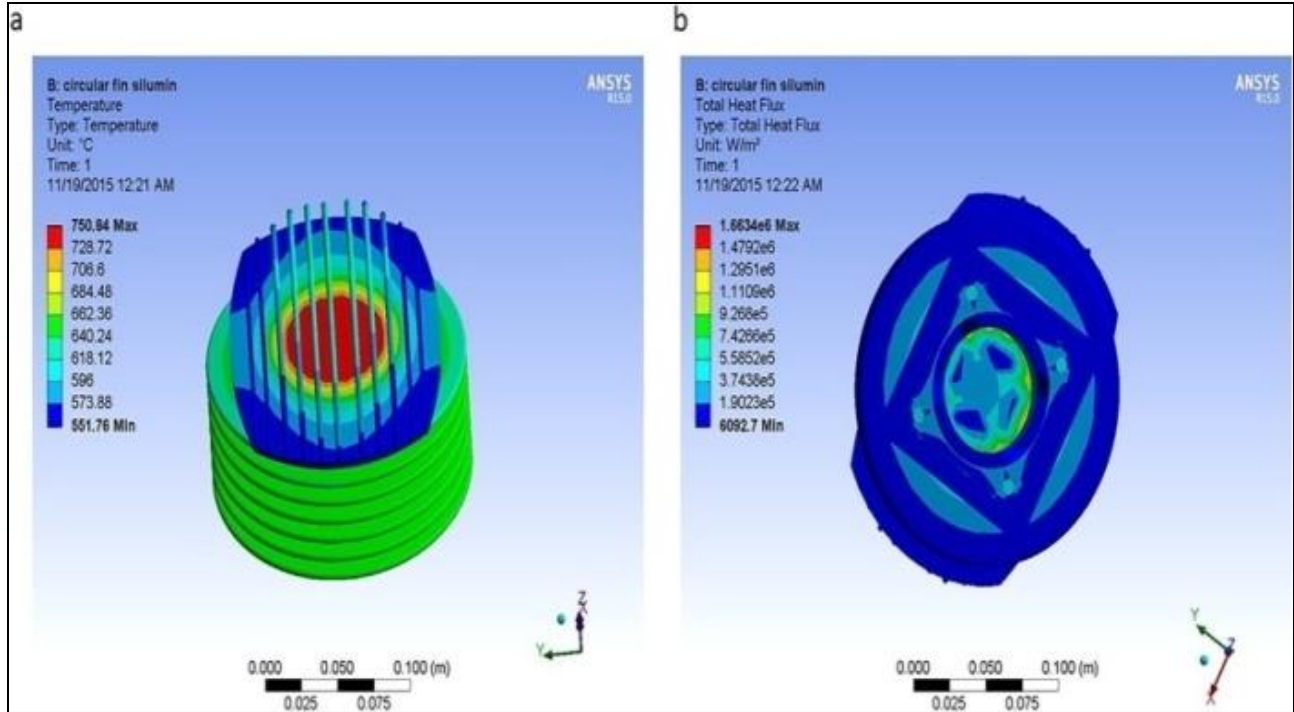 a
B: circular fin silumin
Temperature
Type: Temperature
Unit: °C
Time: 1
11/19/2015 12:21 AM
ANSYS
R15.0
750.84 Max
728.72
706.6
684.48
662.36
640.24
618.12
596
573.88
551.76 Min
Z
X
Y
0.000 0.050 0.100 (m)
0.025 0.075
b
B: circular fin silumin
Total Heat Flux
Type: Total Heat Flux
Unit: W/m²
Time: 1
11/19/2015 12:22 AM
ANSYS
R15.0
1.6634e6 Max
1.4792e6
1.2951e6
1.1109e6
9.268e5
7.4266e5
5.5852e5
3.7438e5
1.9023e5
6092.7 Min
Y
Z
X
0.000 0.050 0.100 (m)
0.025 0.075